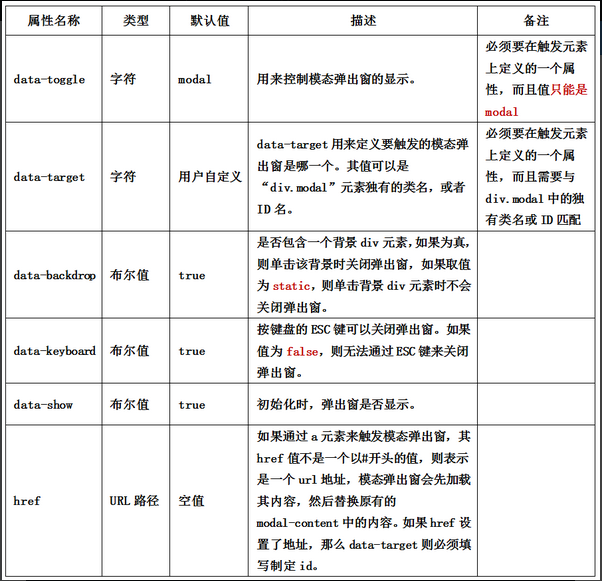 属性名称 类型 默认值 描述 备注
data-toggle 字符 modal 用来控制模态弹出窗的显示。
必须要在触发元素
上定义的一个属
性，而且值只能是
modal
data-target 字符 用户自定义
data-target 用来定义要触发的模态弹
出窗是哪一个。其值可以是
“div.modal”元素独有的类名，或者
ID 名。
必须要在触发元素
上定义的一个属
性，而且需要与
div.modal 中的独
有类名或 ID 匹配
data-backdrop 布尔值 true
是否包含一个背景 div 元素，如果为真，
则单击该背景时关闭弹出窗，如果取值
为 static，则单击背景 div 元素时不会
关闭弹出窗。
data-keyboard 布尔值 true
按键盘的 ESC 键可以关闭弹出窗。如果
值为 false，则无法通过 ESC 键来关闭
弹出窗。
data-show 布尔值 true 初始化时，弹出窗是否显示。
href URL 路径 空值
如果通过 a 元素来触发模态弹出窗，其
href 值不是一个以#开头的值，则表示
是一个 url 地址，模态弹出窗会先加载
其内容，然后替换原有的
modal-content 中的内容。如果 href 设
置了地址，那么 data-target 则必须填
写制定 id。